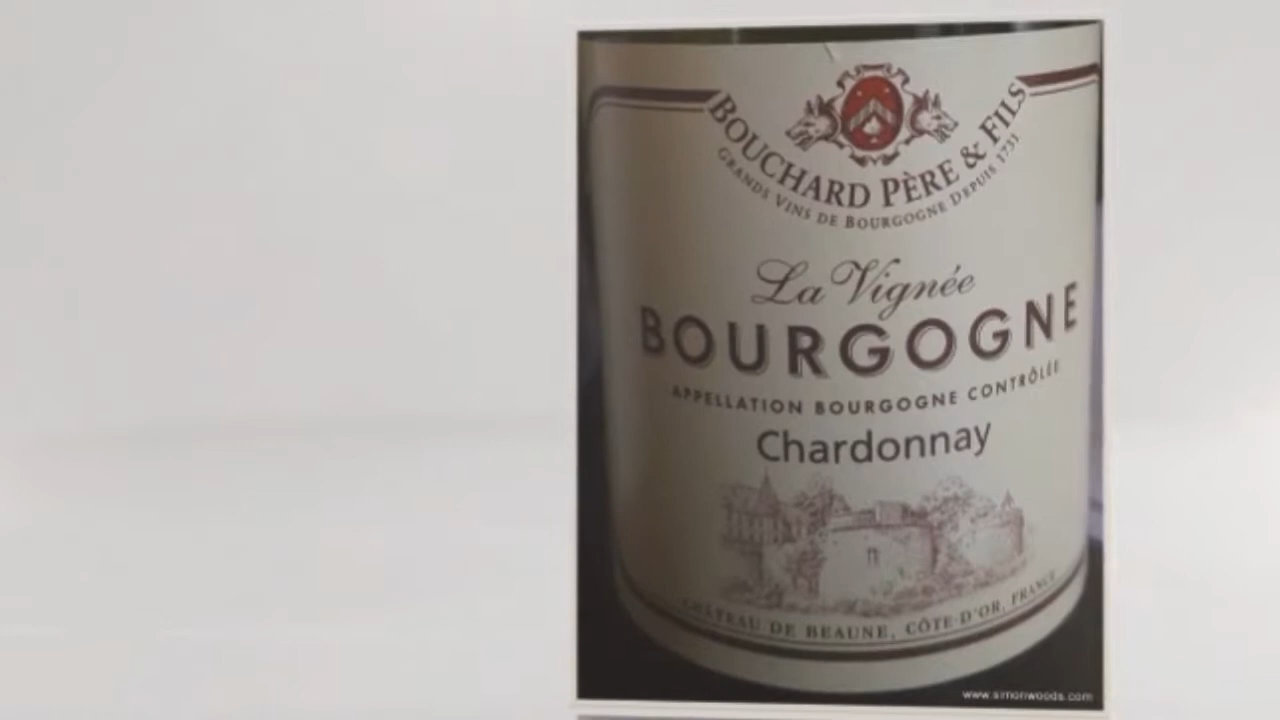 BOUCHARD PÈRE & FILS
GRANDS VINS DE BOURGOGNE DEPUIS 1731
La Vignée
BOURGOGNE
APPELLATION BOURGOGNE CONTRÔLÉE
Chardonnay
CHÂTEAU DE BEAUNE, CÔTE-D'OR, FRANCE
www.simonwoods.com